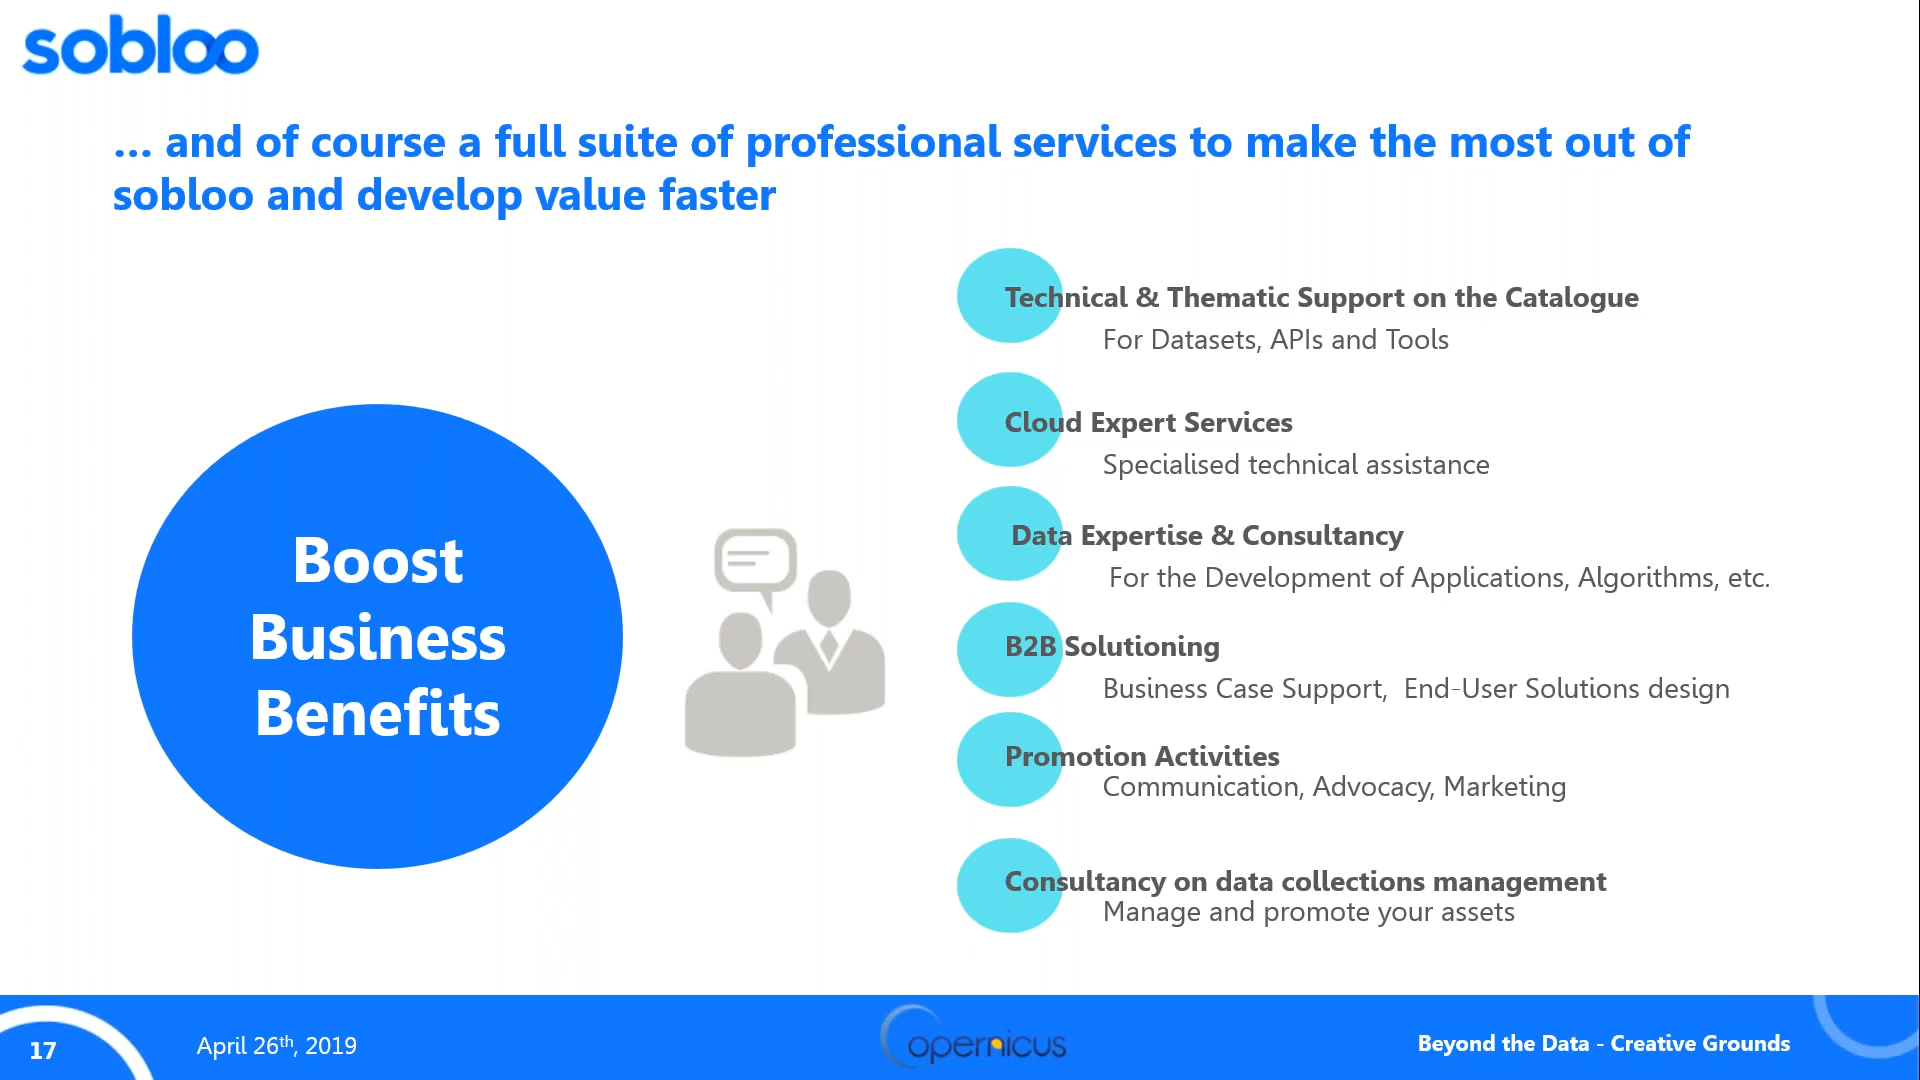 sobloo
... and of course a full suite of professional services to make the most out of
sobloo and develop value faster
Boost
Business
Benefits
Technical & Thematic Support on the Catalogue
For Datasets, APIs and Tools
Cloud Expert Services
Specialised technical assistance
Data Expertise & Consultancy
For the Development of Applications, Algorithms, etc.
B2B Solutioning
Business Case Support,  End-User Solutions design
Promotion Activities
Communication, Advocacy, Marketing
Consultancy on data collections management
Manage and promote your assets
17
April 26th, 2019
Copernicus
Beyond the Data - Creative Grounds